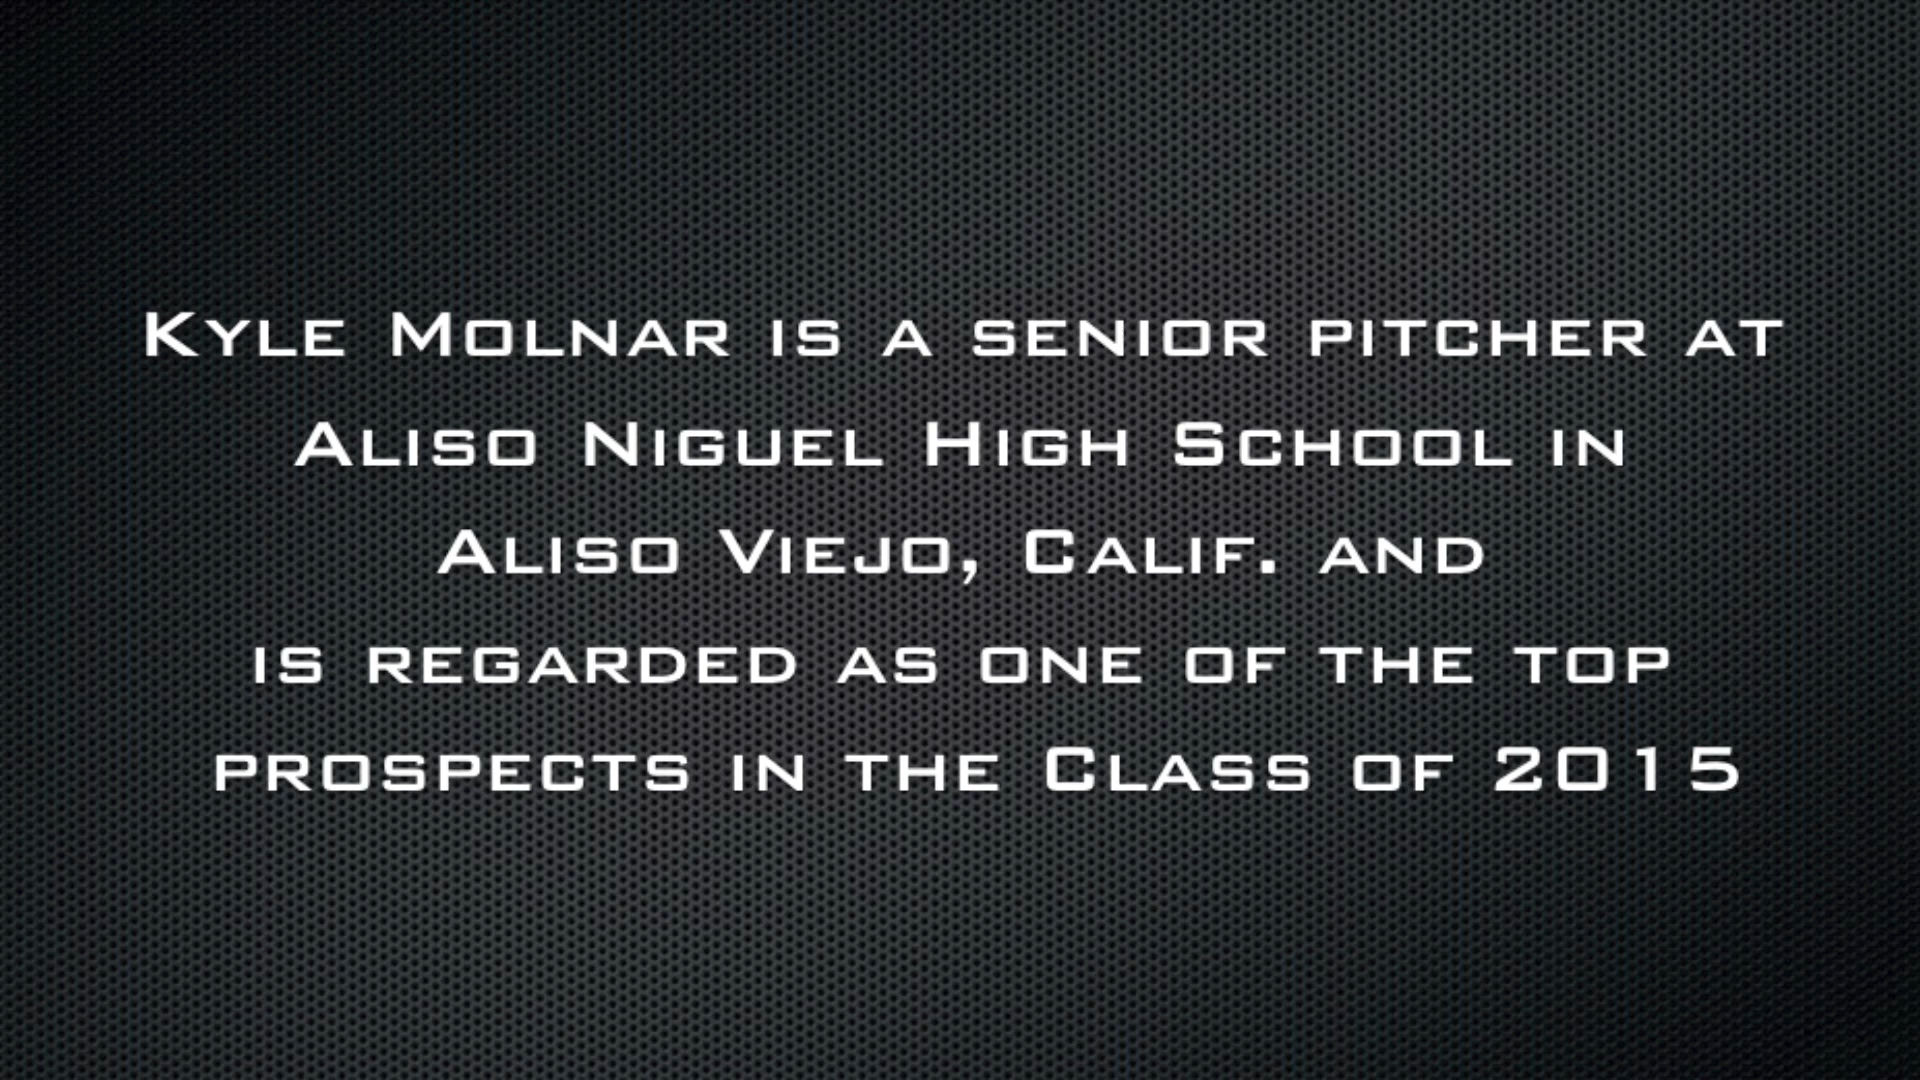 Kyle Molnar is a senior pitcher at
Aliso Niguel High School in
Aliso Viejo, Calif. and
is regarded as one of the top
prospects in the Class of 2015